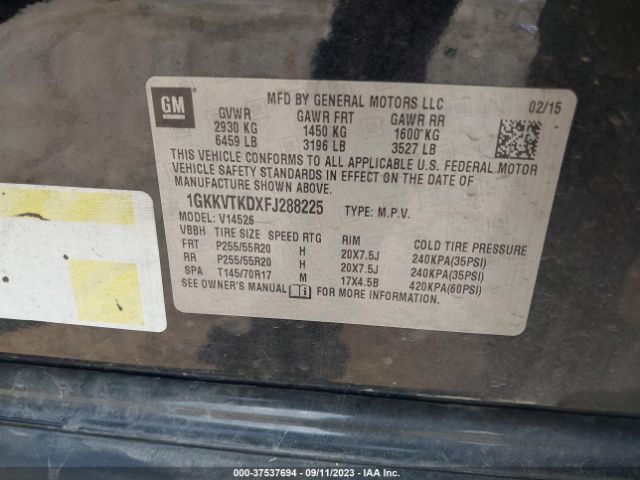 GM
MFD BY GENERAL MOTORS LLC 02/15
GVWR GAWR FRT GAWR RR
2930 KG 1450 KG 1600 KG
6459 LB 3196 LB 3527 LB
THIS VEHICLE CONFORMS TO ALL APPLICABLE U.S. FEDERAL MOTOR
VEHICLE SAFETY STANDARDS IN EFFECT ON THE DATE OF
MANUFACTURE SHOWN ABOVE.
1GKKVTKDXFJ288225 TYPE: M.P.V.
MODEL: V14526
VBBH TIRE SIZE SPEED RTG RIM COLD TIRE PRESSURE
FRT P255/55R20 H 20X7.5J 240KPA(35PSI)
RR P255/55R20 H 20X7.5J 240KPA(35PSI)
SPA T145/70R17 M 17X4.5B 420KPA(60PSI)
SEE OWNER'S MANUAL FOR MORE INFORMATION.
000-37537694 - 09/11/2023 - IAA Inc.